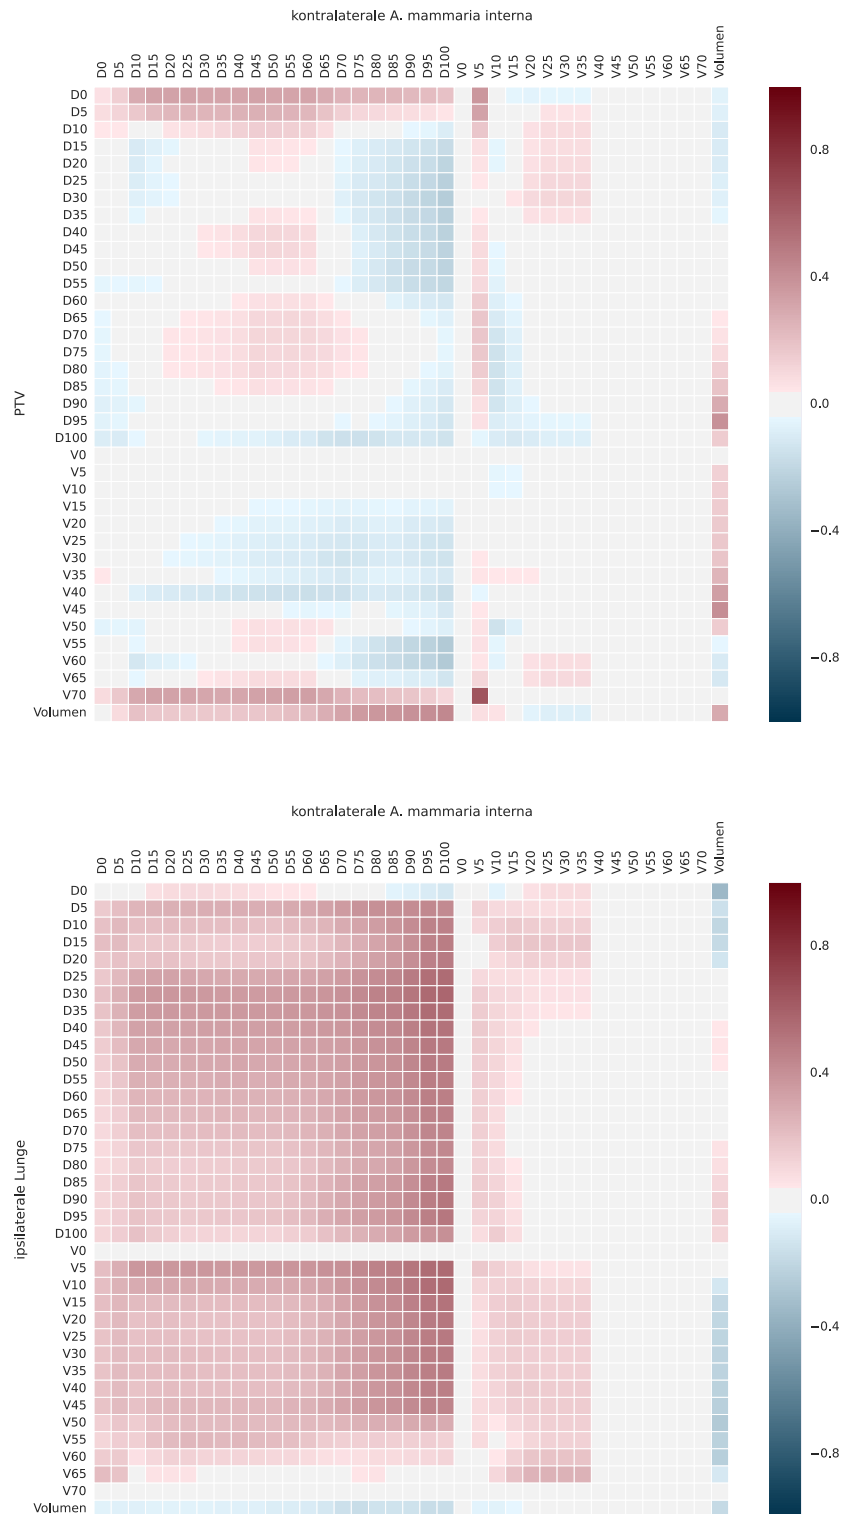 kontralaterale A. mammaria interna
D0 D5 D10 D15 D20 D25 D30 D35 D40 D45 D50 D55 D60 D65 D70 D75 D80 D85 D90 D95 D100 V0 V5 V10 V15 V20 V25 V30 V35 V40 V45 V50 V55 V60 V65 V70 Volumen
PTV
D0
D5
D10
D15
D20
D25
D30
D35
D40
D45
D50
D55
D60
D65
D70
D75
D80
D85
D90
D95
D100
V0
V5
V10
V15
V20
V25
V30
V35
V40
V45
V50
V55
V60
V65
V70
Volumen
0.8
0.4
0.0
−0.4
−0.8
kontralaterale A. mammaria interna
D0 D5 D10 D15 D20 D25 D30 D35 D40 D45 D50 D55 D60 D65 D70 D75 D80 D85 D90 D95 D100 V0 V5 V10 V15 V20 V25 V30 V35 V40 V45 V50 V55 V60 V65 V70 Volumen
ipsilaterale Lunge
D0
D5
D10
D15
D20
D25
D30
D35
D40
D45
D50
D55
D60
D65
D70
D75
D80
D85
D90
D95
D100
V0
V5
V10
V15
V20
V25
V30
V35
V40
V45
V50
V55
V60
V65
V70
Volumen
0.8
0.4
0.0
−0.4
−0.8